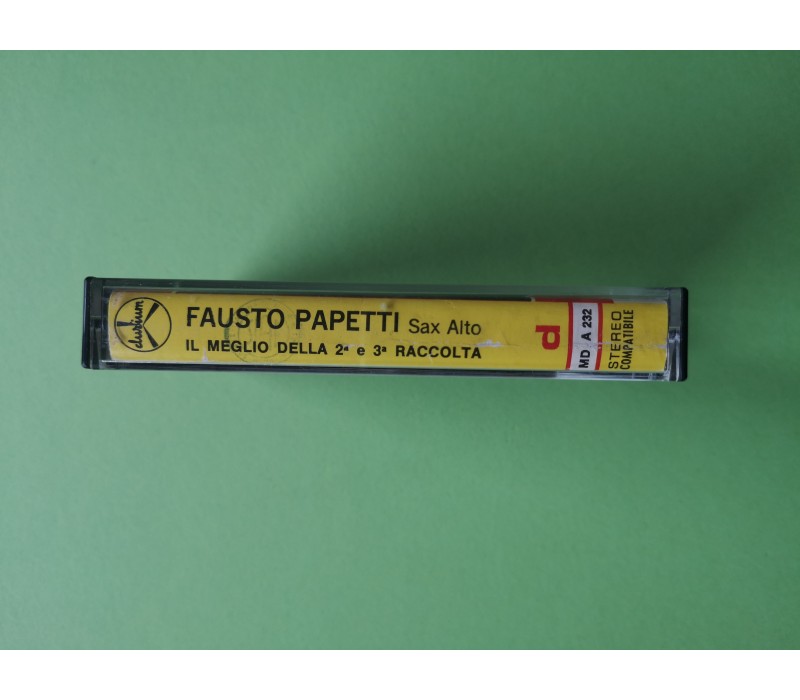 durium
FAUSTO PAPETTI Sax Alto
IL MEGLIO DELLA 2ª e 3ª RACCOLTA
d
MD A 232
STEREO
COMPATIBILE